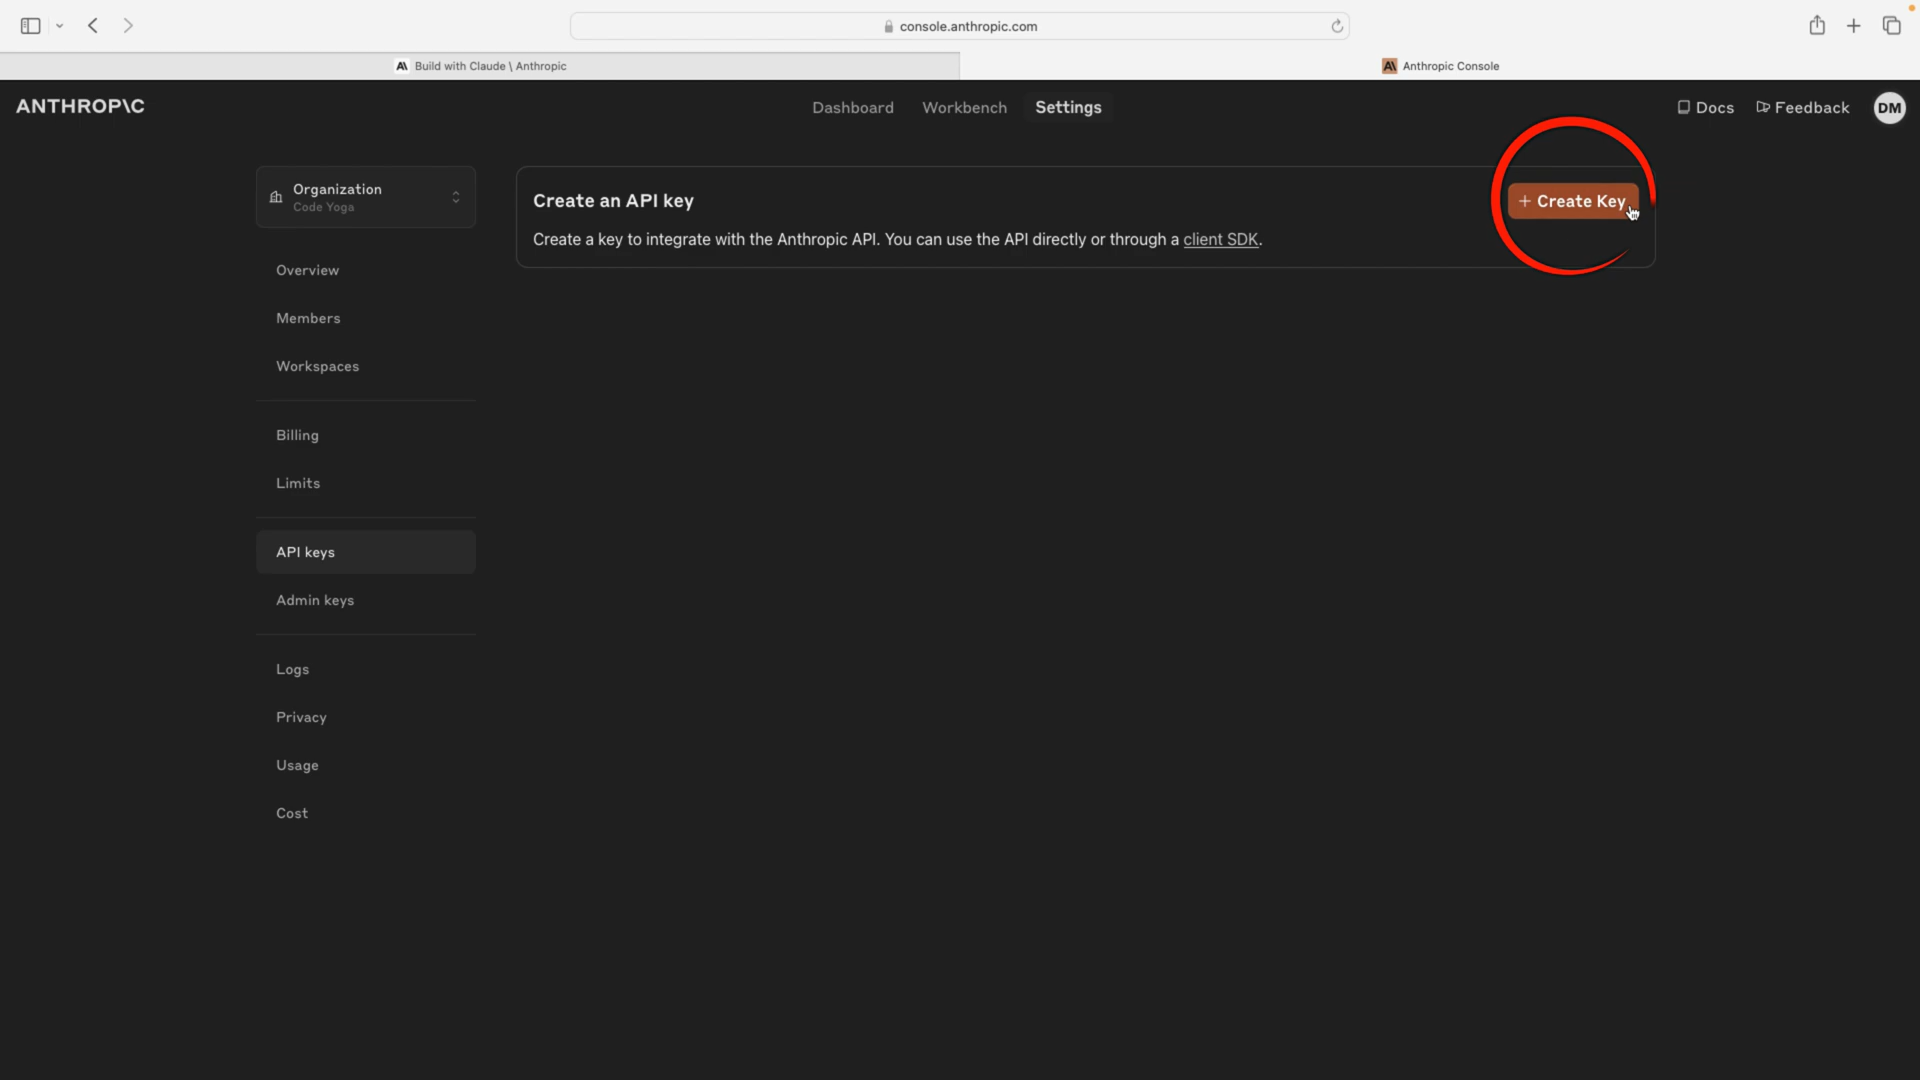 console.anthropic.com
Build with Claude \ Anthropic
Anthropic Console
ANTHROP\C
Dashboard
Workbench
Settings
Docs
Feedback
DM
Organization
Code Yoga
Overview
Members
Workspaces
Billing
Limits
API keys
Admin keys
Logs
Privacy
Usage
Cost
Create an API key
+ Create Key
Create a key to integrate with the Anthropic API. You can use the API directly or through a client SDK.